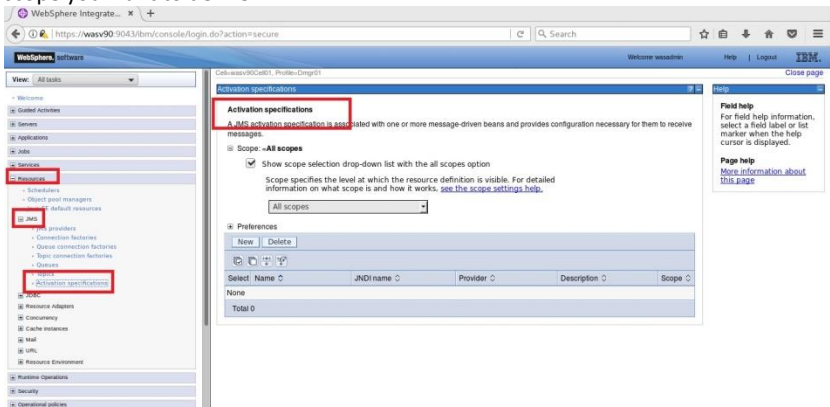 WebSphere Integrate...
https://wasv90:9043/ibm/console/login.do?action=secure
Search
WebSphere. software
Welcome wasadmin
Help | Logout
IBM.
View: All tasks
Welcome
Guided Activities
Servers
Applications
Jobs
Services
Resources
Schedulers
Object pool managers
JMS
JMS providers
Connection factories
Queue connection factories
Topic connection factories
Queues
Topics
Activation specifications
JDBC
Resource Adapters
Concurrency
Cache instances
Mail
URL
Resource Environment
Runtime Operations
Security
Operational policies
Cell=wasv90Cell01, Profile=Dmgr01
Close page
Activation specifications
Activation specifications
A JMS activation specification is associated with one or more message-driven beans and provides configuration necessary for them to receive
messages.
Scope: =All scopes
Show scope selection drop-down list with the all scopes option
Scope specifies the level at which the resource definition is visible. For detailed
information on what scope is and how it works, see the scope settings help.
All scopes
Preferences
New Delete
Select Name JNDI name Provider Description Scope
None
Total 0
Help
Field help
For field help information,
select a field label or list
marker when the help
cursor is displayed.
Page help
More information about
this page